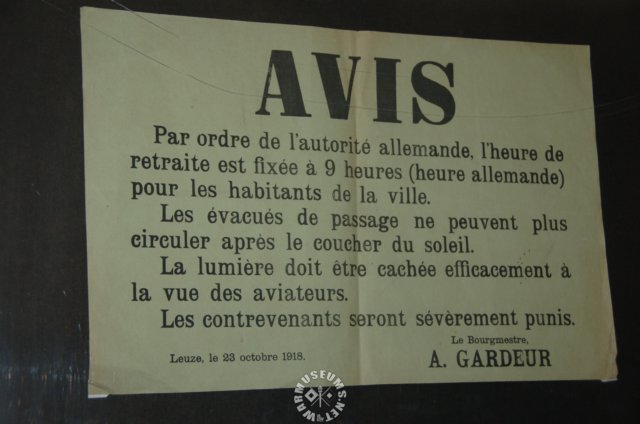 AVIS
Par ordre de l'autorité allemande, l'heure de
retraite est fixée à 9 heures (heure allemande)
pour les habitants de la ville.
Les évacués de passage ne peuvent plus
circuler après le coucher du soleil.
La lumière doit être cachée efficacement à
la vue des aviateurs.
Les contrevenants seront sévèrement punis.
Leuze, le 23 octobre 1918.
Le Bourgmestre,
A. GARDEUR
WARMUSEUMS.NET